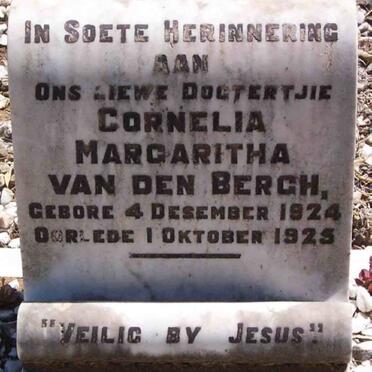 In Soete Herinnering
aan
Ons liewe Dogtertjie
Cornelia
Margaritha
van den Bergh,
Gebore 4 Desember 1924
Oorlede 1 Oktober 1925
"Veilig by Jesus".